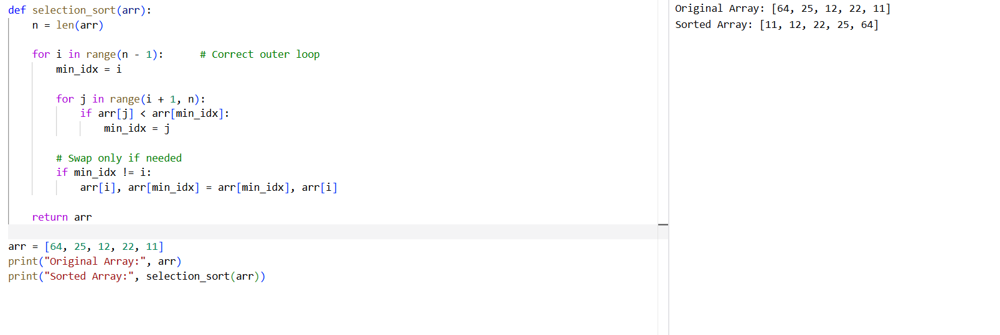 def selection_sort(arr):
    n = len(arr)

    for i in range(n - 1):      # Correct outer loop
        min_idx = i

        for j in range(i + 1, n):
            if arr[j] < arr[min_idx]:
                min_idx = j

        # Swap only if needed
        if min_idx != i:
            arr[i], arr[min_idx] = arr[min_idx], arr[i]

    return arr

arr = [64, 25, 12, 22, 11]
print("Original Array:", arr)
print("Sorted Array:", selection_sort(arr))
Original Array: [64, 25, 12, 22, 11]
Sorted Array: [11, 12, 22, 25, 64]